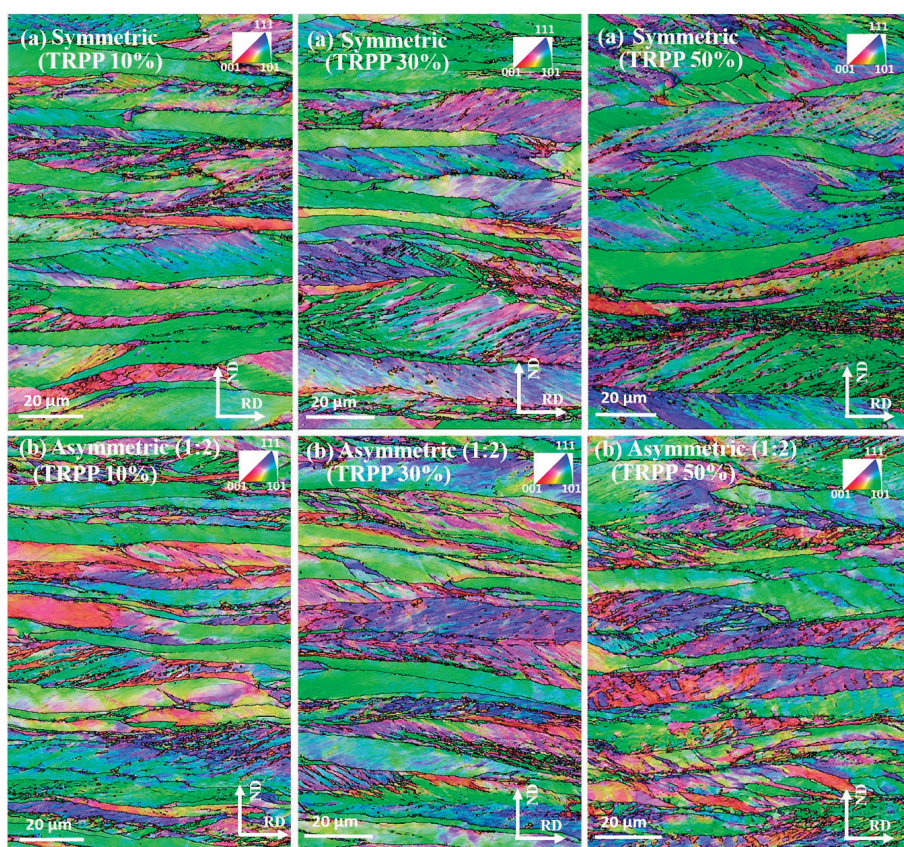 (a) Symmetric
(TRPP 10%)
111
001 101
ND
RD
20 µm
(a) Symmetric
(TRPP 30%)
111
001 101
ND
RD
20 µm
(a) Symmetric
(TRPP 50%)
111
001 101
ND
RD
20 µm
(b) Asymmetric (1:2)
(TRPP 10%)
111
001 101
ND
RD
20 µm
(b) Asymmetric (1:2)
(TRPP 30%)
111
001 101
ND
RD
20 µm
(b) Asymmetric (1:2)
(TRPP 50%)
111
001 101
ND
RD
20 µm